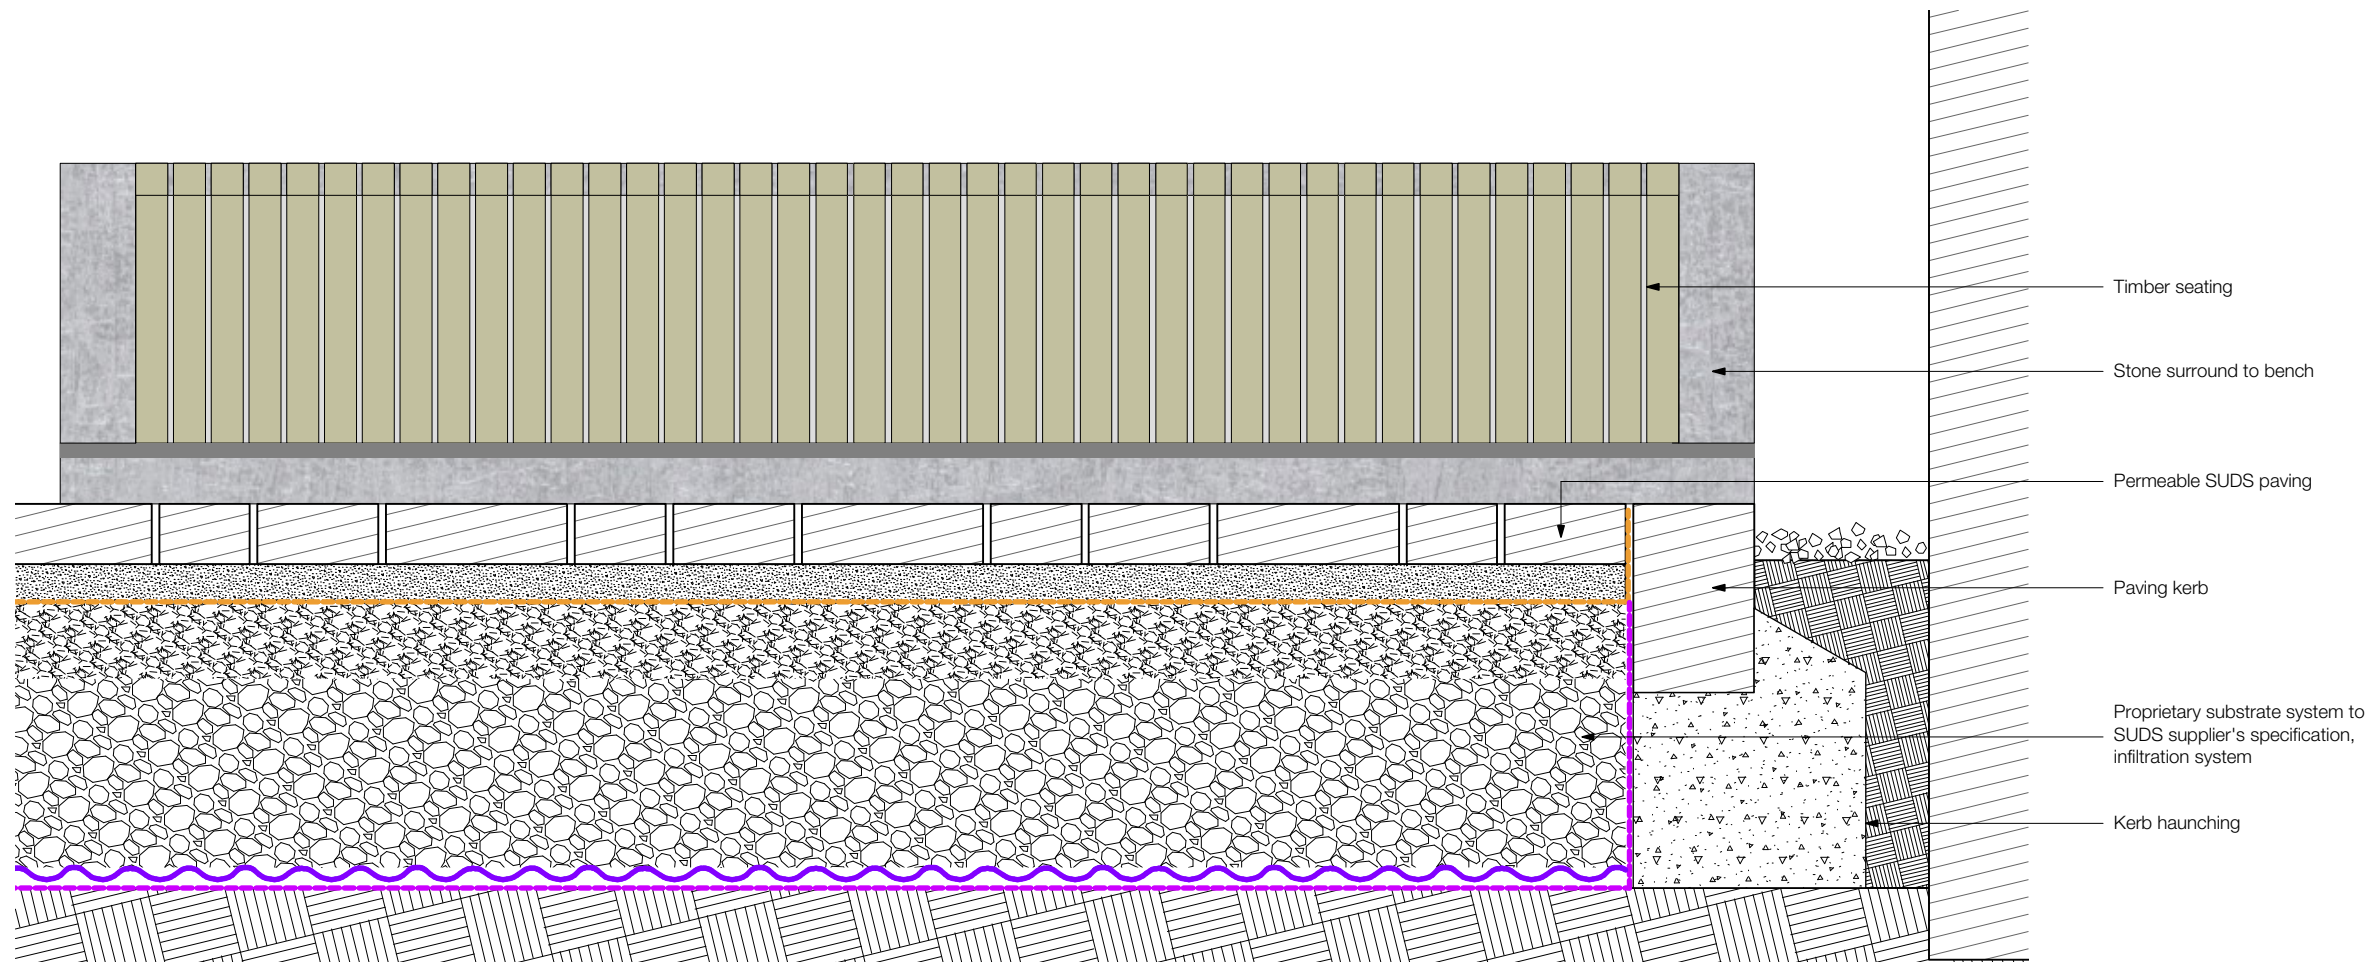 Timber seating
Stone surround to bench
Permeable SUDS paving
Paving kerb
Proprietary substrate system to
SUDS supplier's specification,
infiltration system
Kerb haunching